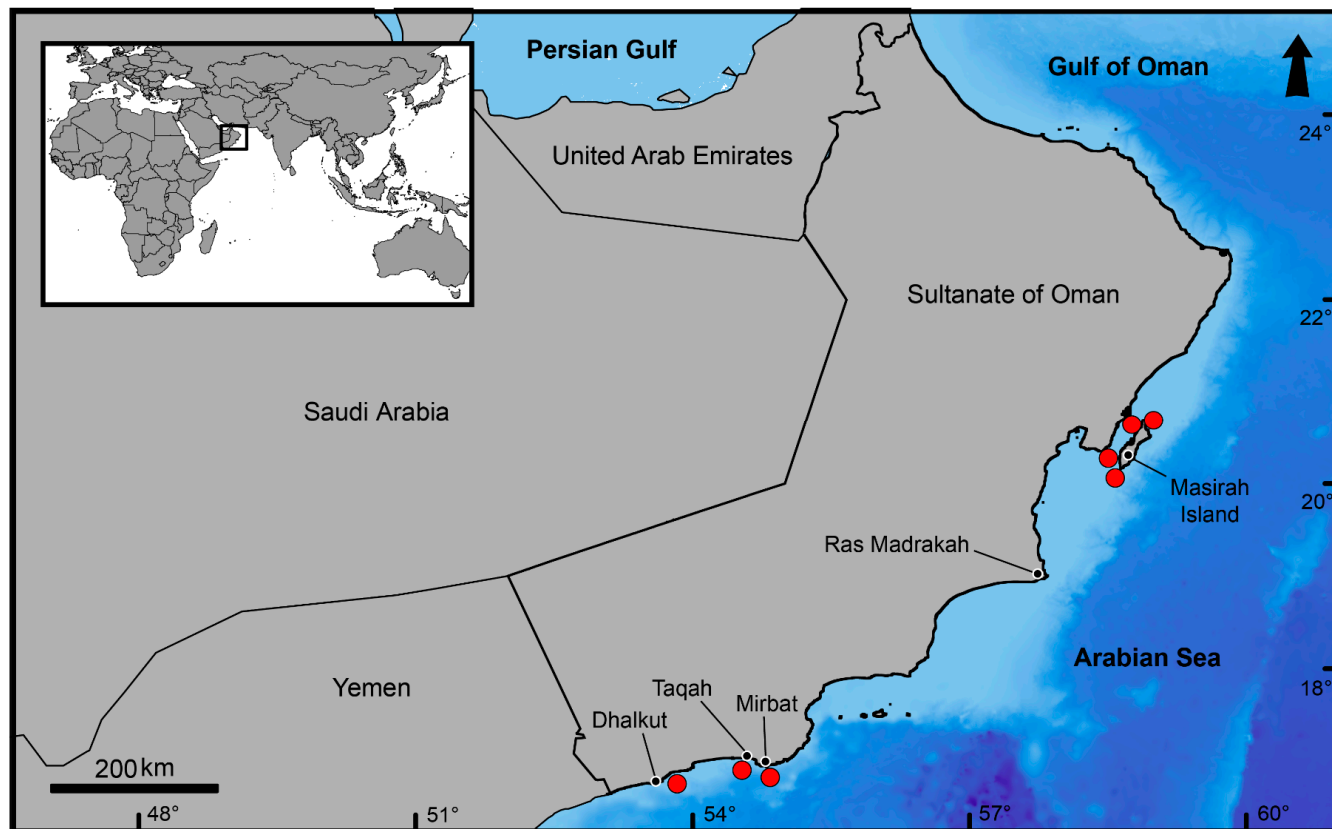 Persian Gulf
Gulf of Oman
24°
United Arab Emirates
Sultanate of Oman
22°
Saudi Arabia
Masirah
Island
20°
Ras Madrakah
Arabian Sea
18°
Yemen
Taqah
Mirbat
Dhalkut
200 km
48°
51°
54°
57°
60°